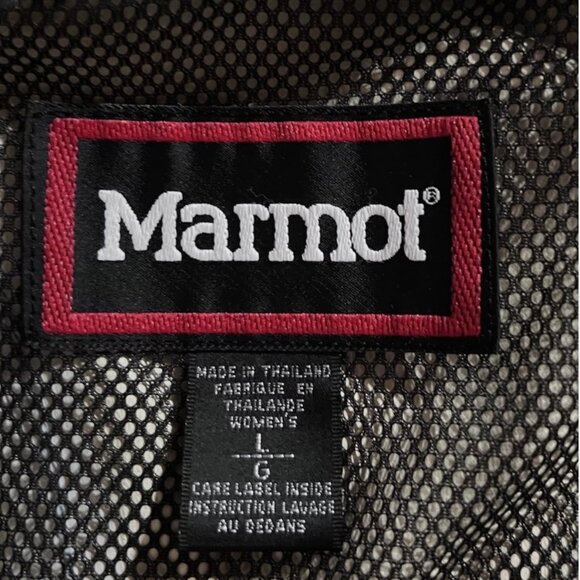 Marmot®
MADE IN THAILAND
FABRIQUE EN
THAILANDE
WOMEN'S
L
G
CARE LABEL INSIDE
INSTRUCTION LAVAGE
AU DEDANS